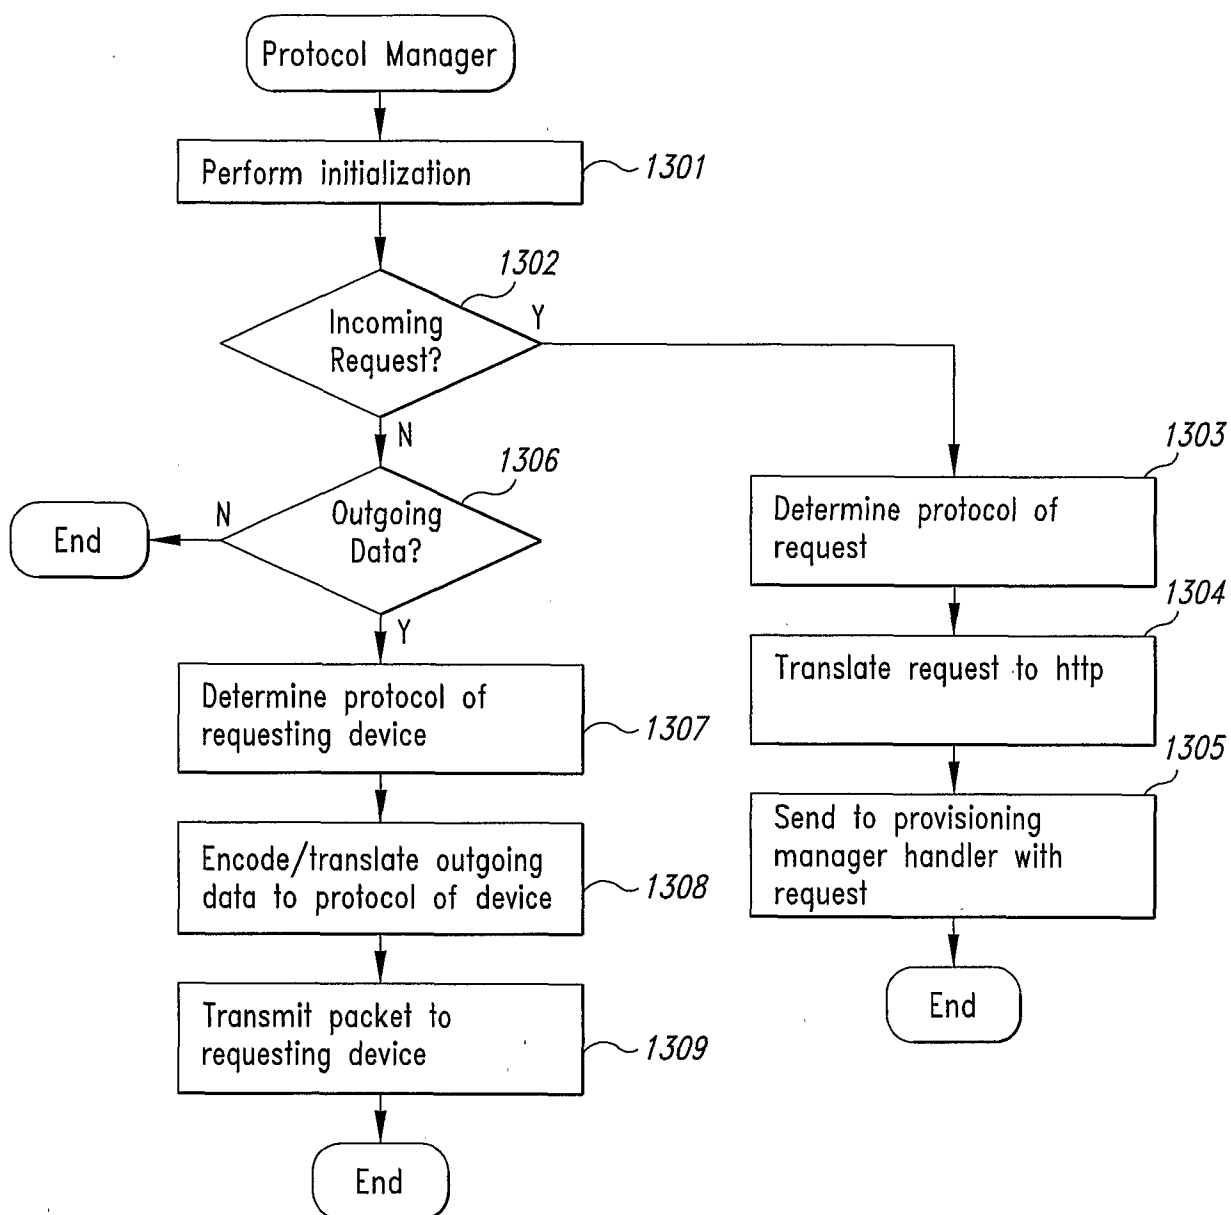 Protocol Manager
Perform initialization
1301
1302
Incoming
Request?
Y
N
1306
Outgoing
Data?
N
End
Y
Determine protocol of
requesting device
1307
Encode/translate outgoing
data to protocol of device
1308
Transmit packet to
requesting device
1309
End
1303
Determine protocol of
request
1304
Translate request to http
1305
Send to provisioning
manager handler with
request
End